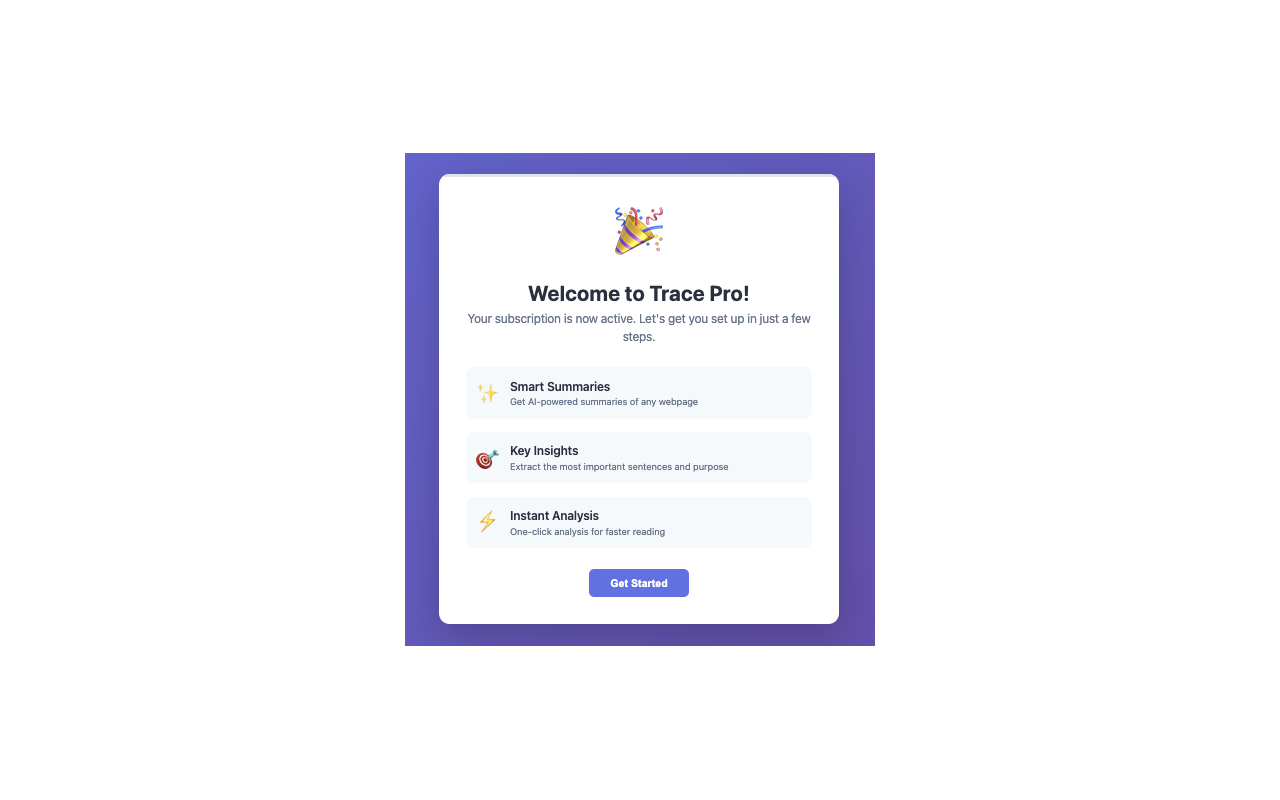 Welcome to Trace Pro!
Your subscription is now active. Let's get you set up in just a few
steps.
Smart Summaries
Get AI-powered summaries of any webpage
Key Insights
Extract the most important sentences and purpose
Instant Analysis
One-click analysis for faster reading
Get Started